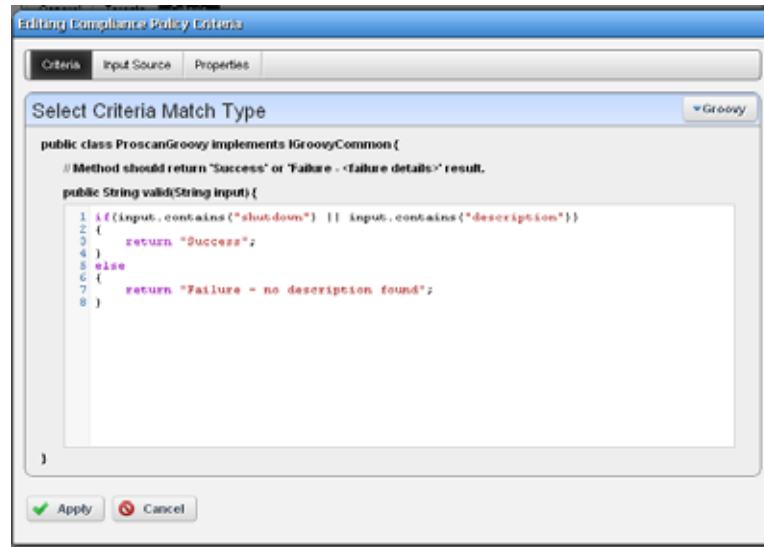 Editing Compliance Policy Criteria
Criteria Input Source Properties
Select Criteria Match Type
Groovy
public class ProscanGroovy implements IGroovyCommon {
// Method should return 'Success' or 'Failure - <failure details>' result.
public String valid(String input) {
1 if(input.contains("shutdown") || input.contains("description"))
2 {
3 return "Success";
4 }
5 else
6 {
7 return "Failure - no description found";
8 }
}
Apply Cancel